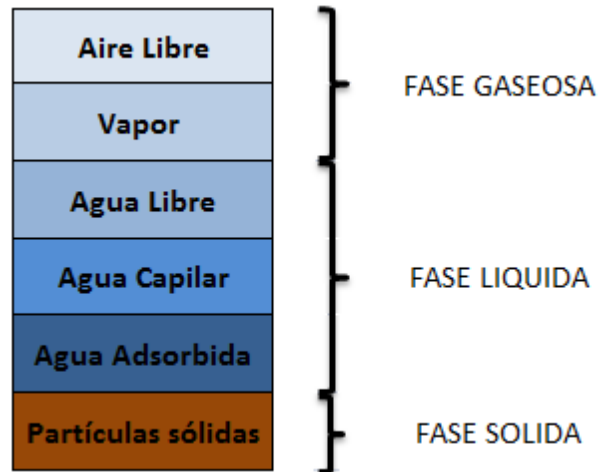 Aire Libre
Vapor
FASE GASEOSA
Agua Libre
Agua Capilar
Agua Adsorbida
FASE LIQUIDA
Partículas sólidas
FASE SOLIDA